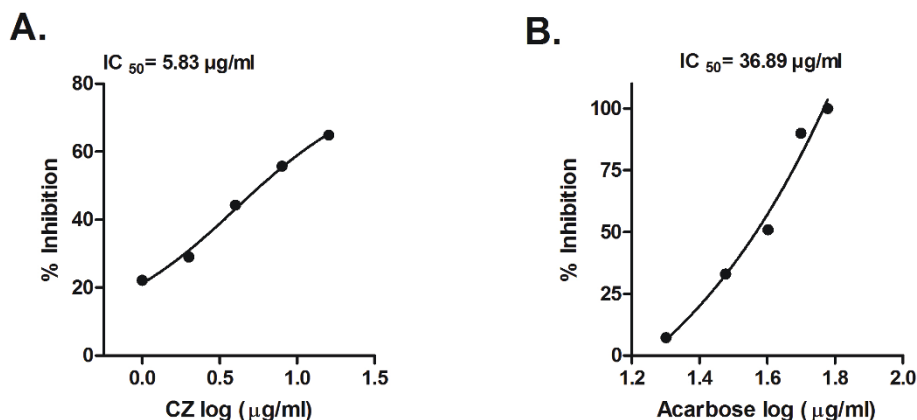 A.
IC 50= 5.83 µg/ml
80
60
40
20
0
% Inhibition
0.0 0.5 1.0 1.5
CZ log (µg/ml)
B.
IC 50= 36.89 µg/ml
100
75
50
25
0
% Inhibition
1.2 1.4 1.6 1.8 2.0
Acarbose log (µg/ml)